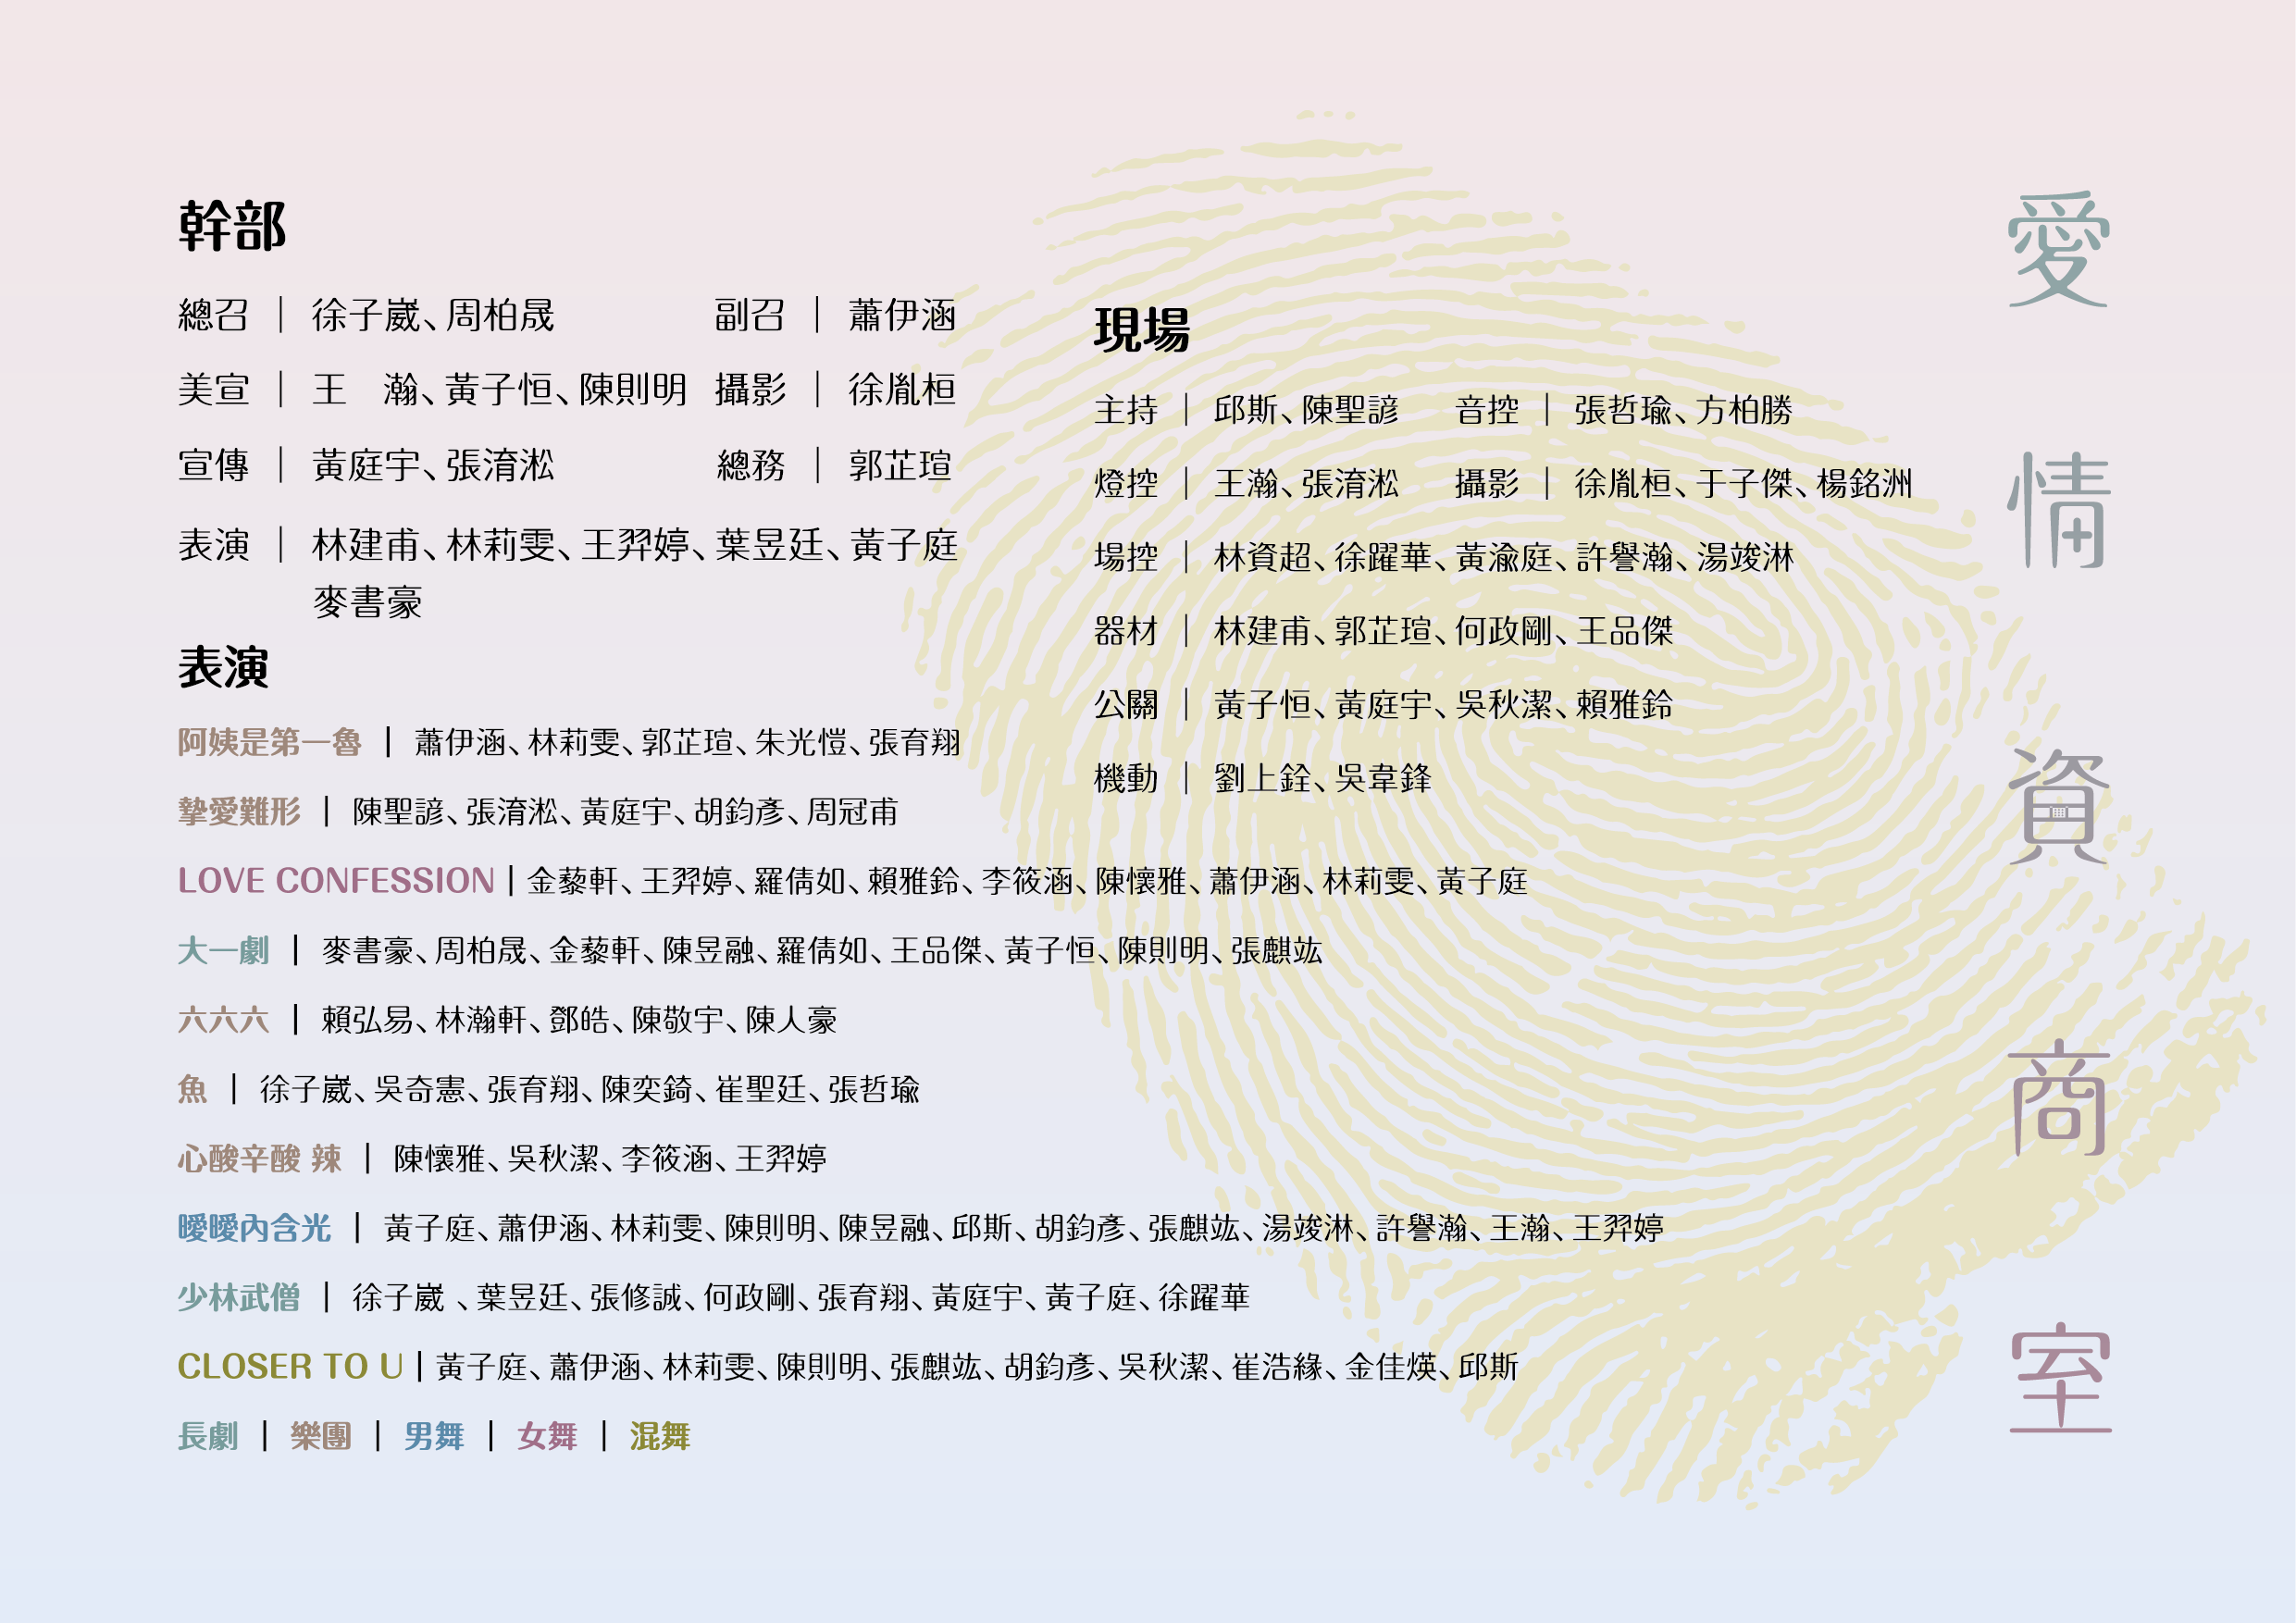 幹部
總召 ｜ 徐子崴、周柏晟 副召 ｜ 蕭伊涵
美宣 ｜ 王　瀚、黃子恒、陳則明 攝影 ｜ 徐胤桓
宣傳 ｜ 黃庭宇、張淯淞 總務 ｜ 郭芷瑄
表演 ｜ 林建甫、林莉雯、王羿婷、葉昱廷、黃子庭
麥書豪
表演
阿姨是第一魯 ｜ 蕭伊涵、林莉雯、郭芷瑄、朱光愷、張育翔
摯愛難形 ｜ 陳聖諺、張淯淞、黃庭宇、胡鈞彥、周冠甫
LOVE CONFESSION｜金藜軒、王羿婷、羅倩如、賴雅鈴、李筱涵、陳懷雅、蕭伊涵、林莉雯、黃子庭
大一劇 ｜ 麥書豪、周柏晟、金藜軒、陳昱融、羅倩如、王品傑、黃子恒、陳則明、張麒竑
六六六 ｜ 賴弘易、林瀚軒、鄧皓、陳敬宇、陳人豪
魚 ｜ 徐子崴、吳奇憲、張育翔、陳奕錡、崔聖廷、張哲瑜
心酸辛酸 辣 ｜ 陳懷雅、吳秋潔、李筱涵、王羿婷
曖曖內含光 ｜ 黃子庭、蕭伊涵、林莉雯、陳則明、陳昱融、邱斯、胡鈞彥、張麒竑、湯竣淋、許譽瀚、王瀚、王羿婷
少林武僧 ｜ 徐子崴 、葉昱廷、張修誠、何政剛、張育翔、黃庭宇、黃子庭、徐躍華
CLOSER TO U｜黃子庭、蕭伊涵、林莉雯、陳則明、張麒竑、胡鈞彥、吳秋潔、崔浩緣、金佳煐、邱斯
長劇 ｜ 樂團 ｜ 男舞 ｜ 女舞 ｜ 混舞
現場
主持 ｜ 邱斯、陳聖諺 音控 ｜ 張哲瑜、方柏勝
燈控 ｜ 王瀚、張淯淞 攝影 ｜ 徐胤桓、于子傑、楊銘洲
場控 ｜ 林資超、徐躍華、黃渝庭、許譽瀚、湯竣淋
器材 ｜ 林建甫、郭芷瑄、何政剛、王品傑
公關 ｜ 黃子恒、黃庭宇、吳秋潔、賴雅鈴
機動 ｜ 劉上銓、吳韋鋒
愛情資商室